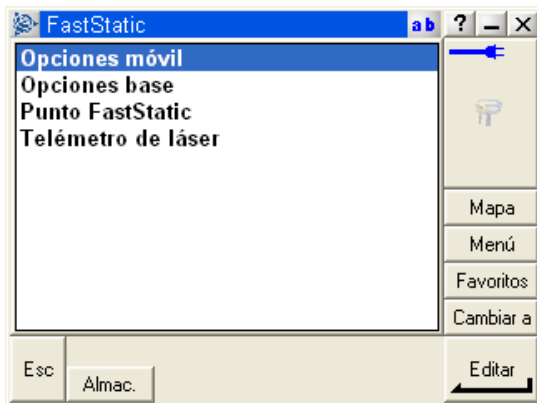 FastStatic ab ? – X
Opciones móvil
Opciones base
Punto FastStatic
Telémetro de láser
Mapa
Menú
Favoritos
Cambiar a
Esc
Almac.
Editar